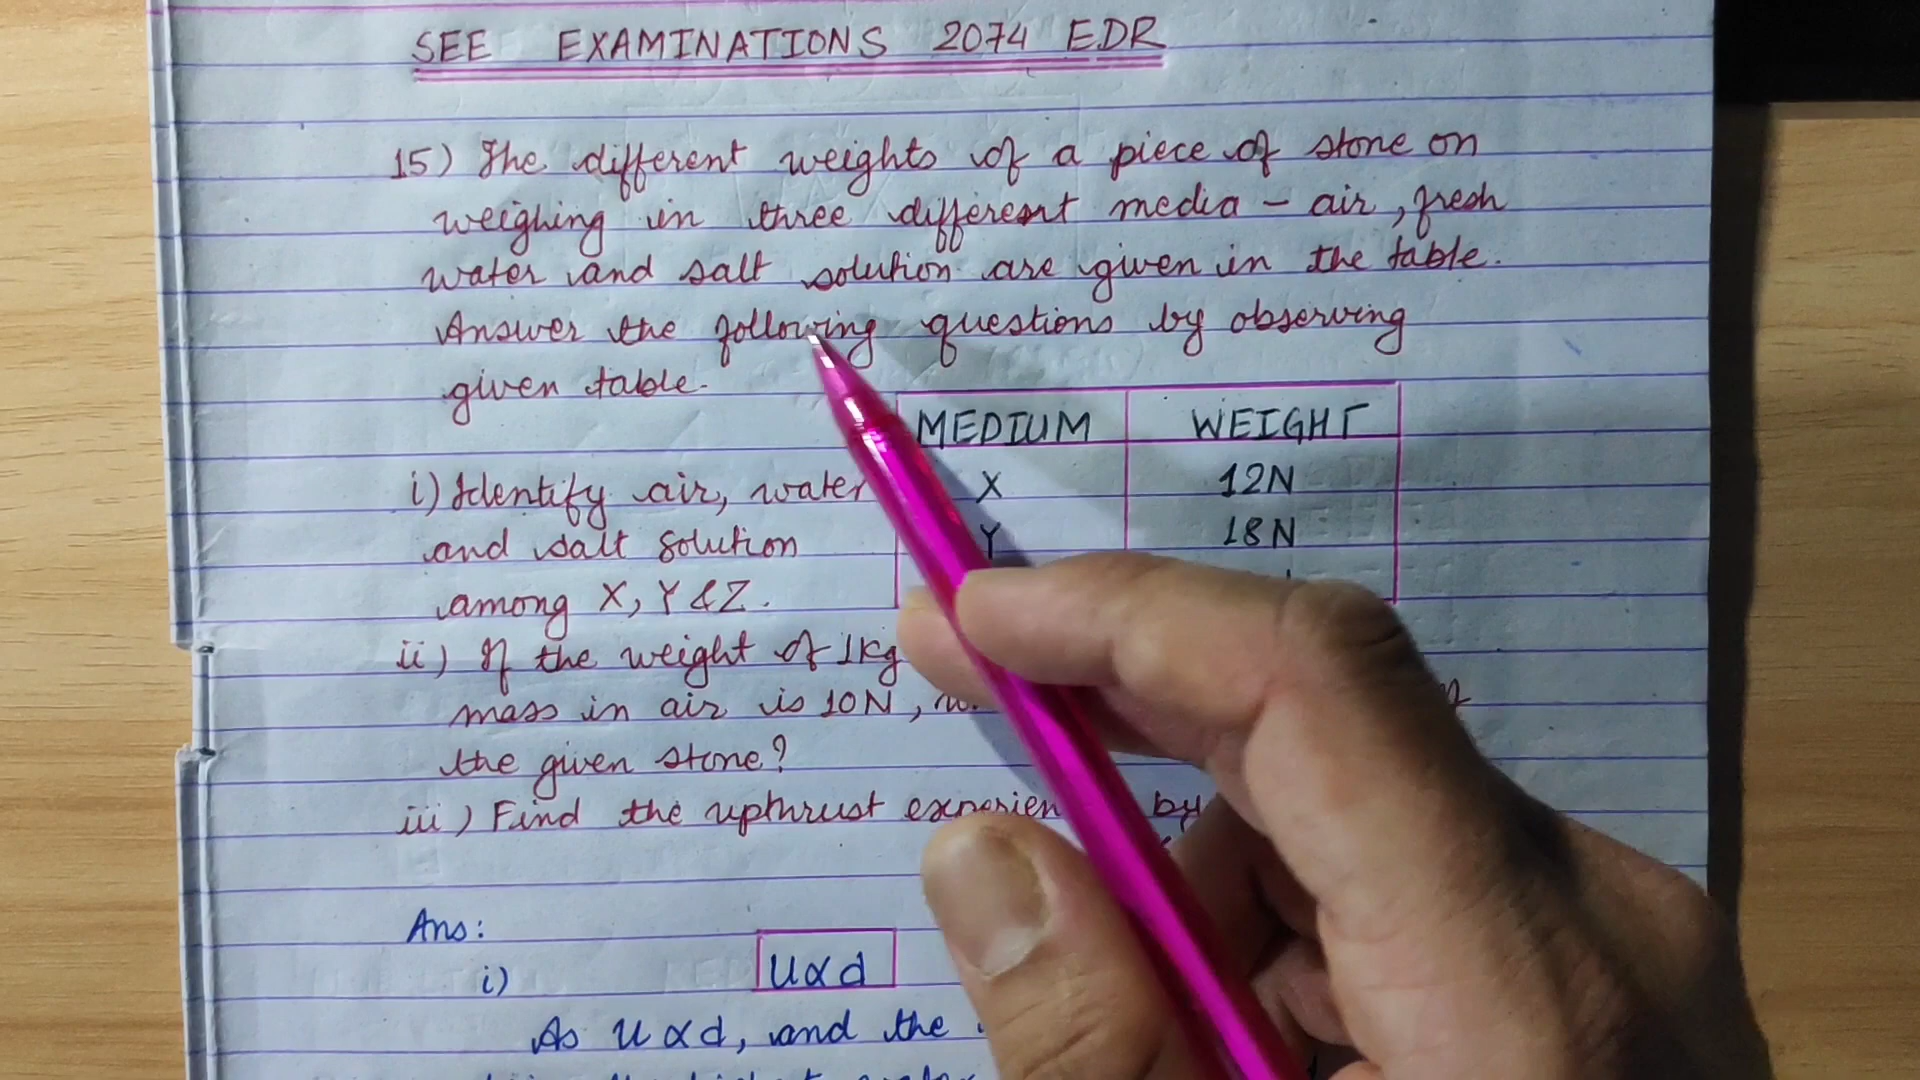 SEE EXAMINATIONS 2074 EDR
15) The different weights of a piece of stone on
weighing in three different media - air, fresh
water and salt solution are given in the table.
Answer the following questions by observing
given table.
MEDIUM WEIGHT
i) Identify air, water X 12N
and salt solution Y 18N
among X, Y & Z.
ii) If the weight of 1kg
mass in air is 10N,
the given stone?
iii) Find the upthrust by
Ans:
i) U α d
As U α d, and the